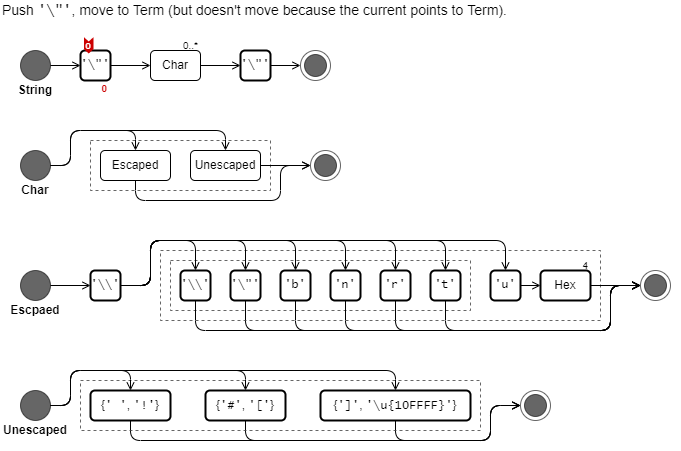 Push '\"', move to Term (but doesn't move because the current points to Term).
0
0..*
'\"' Char '\"'
String 0
Escaped Unescaped
Char
4
'\\' '\\' '\"' 'b' 'n' 'r' 't' 'u' Hex
Escpaed
{' ','!'} {'#','['} {']','\u{10FFFF}'}
Unescaped